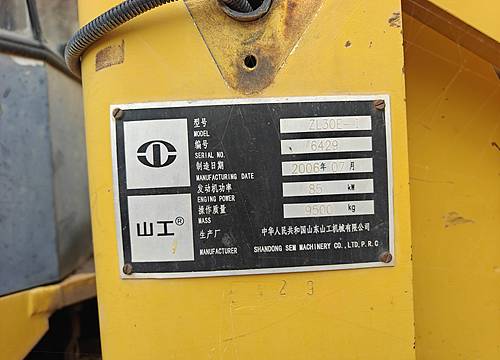 型号
MODEL
ZL30E-
编号
SERIAL NO.
6429
制造日期
MANUFACTURING DATE
2006年07月
发动机功率
ENGING POWER
85 kW
操作质量
MASS
9500 kg
山工®
生产厂
MANUFACTURER
中华人民共和国山东山工机械有限公司
SHANDONG SEM MACHINERY CO., LTD, P.R.C